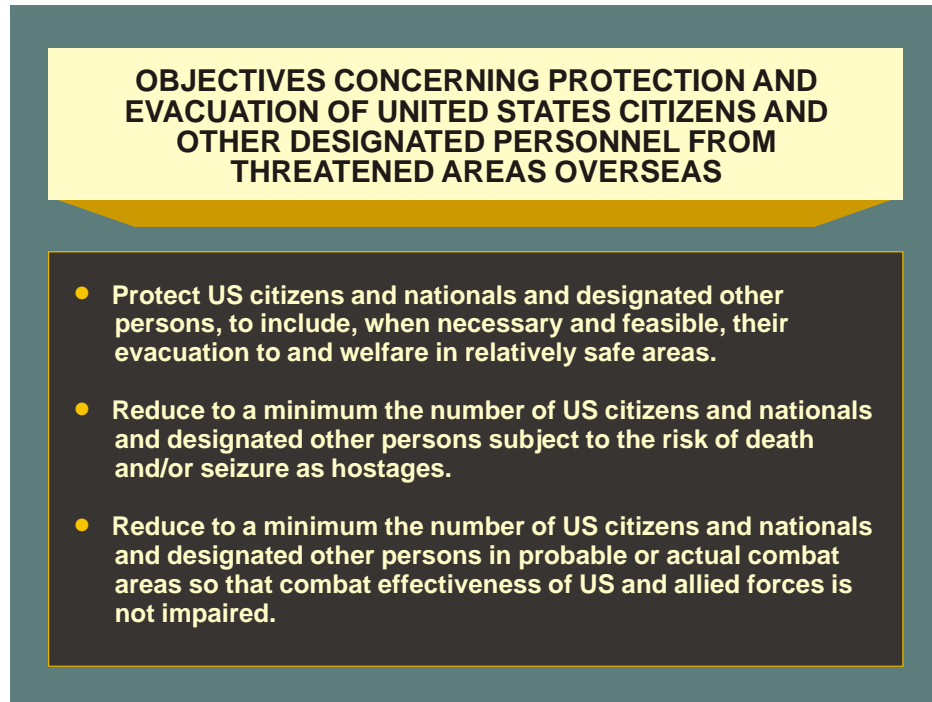 OBJECTIVES CONCERNING PROTECTION AND
EVACUATION OF UNITED STATES CITIZENS AND
OTHER DESIGNATED PERSONNEL FROM
THREATENED AREAS OVERSEAS
Protect US citizens and nationals and designated other
persons, to include, when necessary and feasible, their
evacuation to and welfare in relatively safe areas.
Reduce to a minimum the number of US citizens and nationals
and designated other persons subject to the risk of death
and/or seizure as hostages.
Reduce to a minimum the number of US citizens and nationals
and designated other persons in probable or actual combat
areas so that combat effectiveness of US and allied forces is
not impaired.